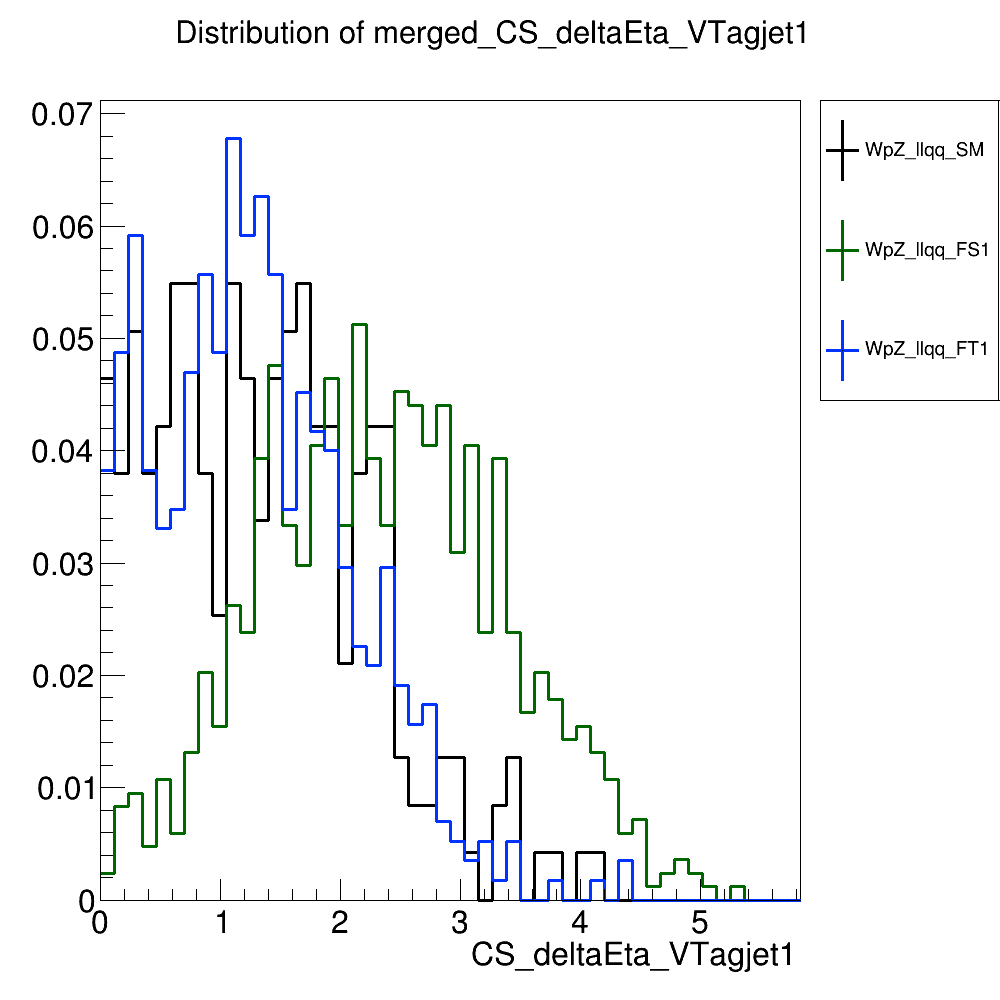 Distribution of merged_CS_deltaEta_VTagjet1
0.07
0.06
0.05
0.04
0.03
0.02
0.01
0
0 1 2 3 4 5
CS_deltaEta_VTagjet1
WpZ_llqq_SM
WpZ_llqq_FS1
WpZ_llqq_FT1